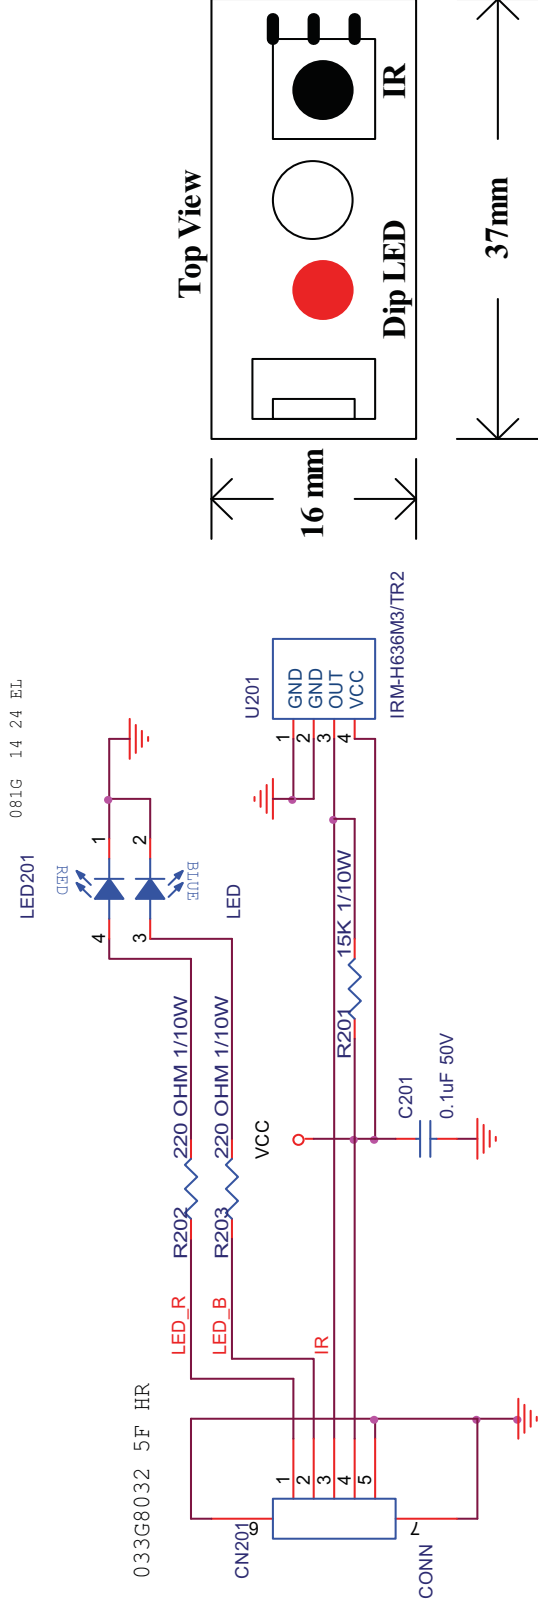 033G8032 5F HR
CN201
6
7
CONN
1
2
3
4
5
LED_R
LED_B
IR
R202
220 OHM 1/10W
R203
220 OHM 1/10W
VCC
R201
15K 1/10W
C201
0.1uF 50V
LED201
081G 14 24 EL
RED
BLUE
4
3
1
2
LED
U201
1
2
3
4
GND
GND
OUT
VCC
IRM-H636M3/TR2
Top View
Dip LED
IR
16 mm
37mm